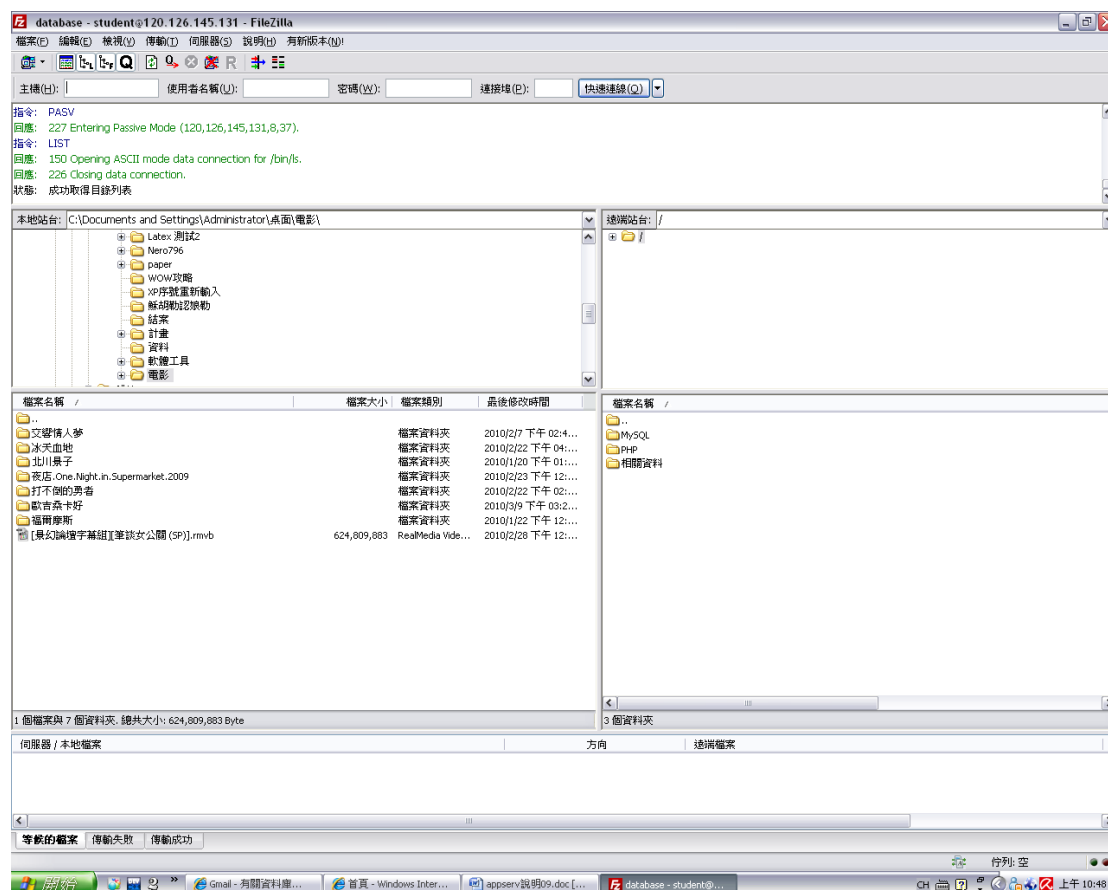 database - student@120.126.145.131 - FileZilla
檔案(F) 編輯(E) 檢視(V) 傳輸(T) 伺服器(S) 說明(H) 有新版本(N)!
主機(H): 使用者名稱(U): 密碼(W): 連接埠(P): 快速連線(Q)
指令: PASV
回應: 227 Entering Passive Mode (120,126,145,131,8,37).
指令: LIST
回應: 150 Opening ASCII mode data connection for /bin/ls.
回應: 226 Closing data connection.
狀態: 成功取得目錄列表
本地站台: C:\Documents and Settings\Administrator\桌面\電影\
Latex 測試2
Nero796
paper
WOW攻略
XP序號重新輸入
結案
計畫
資料
軟體工具
電影
遠端站台: /
/
檔案名稱 / 檔案大小 檔案類別 最後修改時間
..
交響情人夢 檔案資料夾 2010/2/7 下午 02:4...
冰天血地 檔案資料夾 2010/2/22 下午 04:...
北川景子 檔案資料夾 2010/1/20 下午 01:...
夜店.One.Night.in.Supermarket.2009 檔案資料夾 2010/2/23 下午 12:...
打不倒的勇者 檔案資料夾 2010/2/22 下午 02:...
歐吉桑卡好 檔案資料夾 2010/3/9 下午 03:2...
福爾摩斯 檔案資料夾 2010/1/22 下午 12:...
[景幻論壇字幕組][筆談女公關 (SP)].rmvb 624,809,883 RealMedia Vide... 2010/2/28 下午 12:...
1 個檔案與 7 個資料夾. 總共大小: 624,809,883 Byte
檔案名稱 /
..
MySQL
PHP
相關資料
3 個資料夾
伺服器 / 本地檔案 方向 遠端檔案
等候的檔案 傳輸失敗 傳輸成功
佇列: 空
開始 Gmail - 有關資料庫... 首頁 - Windows Inter... appserv說明09.doc [... database - student@... CH 上午 10:48